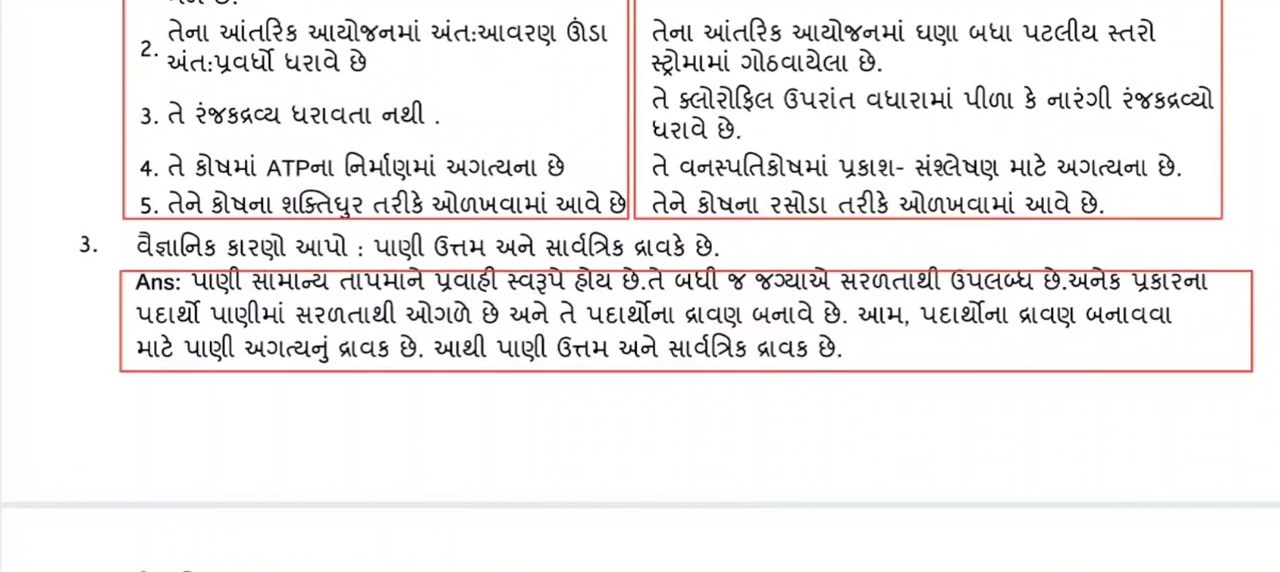 2. તેના આંતરિક આયોજનમાં અંત:આવરણ ઊંડા
અંત:પ્રવર્ધો ધરાવે છે
3. તે રંજકદ્રવ્ય ધરાવતા નથી .
4. તે કોષમાં ATPના નિર્માણમાં અગત્યના છે
5. તેને કોષના શક્તિઘર તરીકે ઓળખવામાં આવે છે
તેના આંતરિક આયોજનમાં ઘણા બધા પટલીય સ્તરો
સ્ટ્રોમામાં ગોઠવાયેલા છે.
તે ક્લોરોફિલ ઉપરાંત વધારામાં પીળા કે નારંગી રંજકદ્રવ્યો
ધરાવે છે.
તે વનસ્પતિકોષમાં પ્રકાશ- સંશ્લેષણ માટે અગત્યના છે.
તેને કોષના રસોડા તરીકે ઓળખવામાં આવે છે.
3. વૈજ્ઞાનિક કારણો આપો : પાણી ઉત્તમ અને સાર્વત્રિક દ્રાવકે છે.
Ans: પાણી સામાન્ય તાપમાને પ્રવાહી સ્વરૂપે હોય છે.તે બધી જ જગ્યાએ સરળતાથી ઉપલબ્ધ છે.અનેક પ્રકારના
પદાર્થો પાણીમાં સરળતાથી ઓગળે છે અને તે પદાર્થોના દ્રાવણ બનાવે છે. આમ, પદાર્થોના દ્રાવણ બનાવવા
માટે પાણી અગત્યનું દ્રાવક છે. આથી પાણી ઉત્તમ અને સાર્વત્રિક દ્રાવક છે.